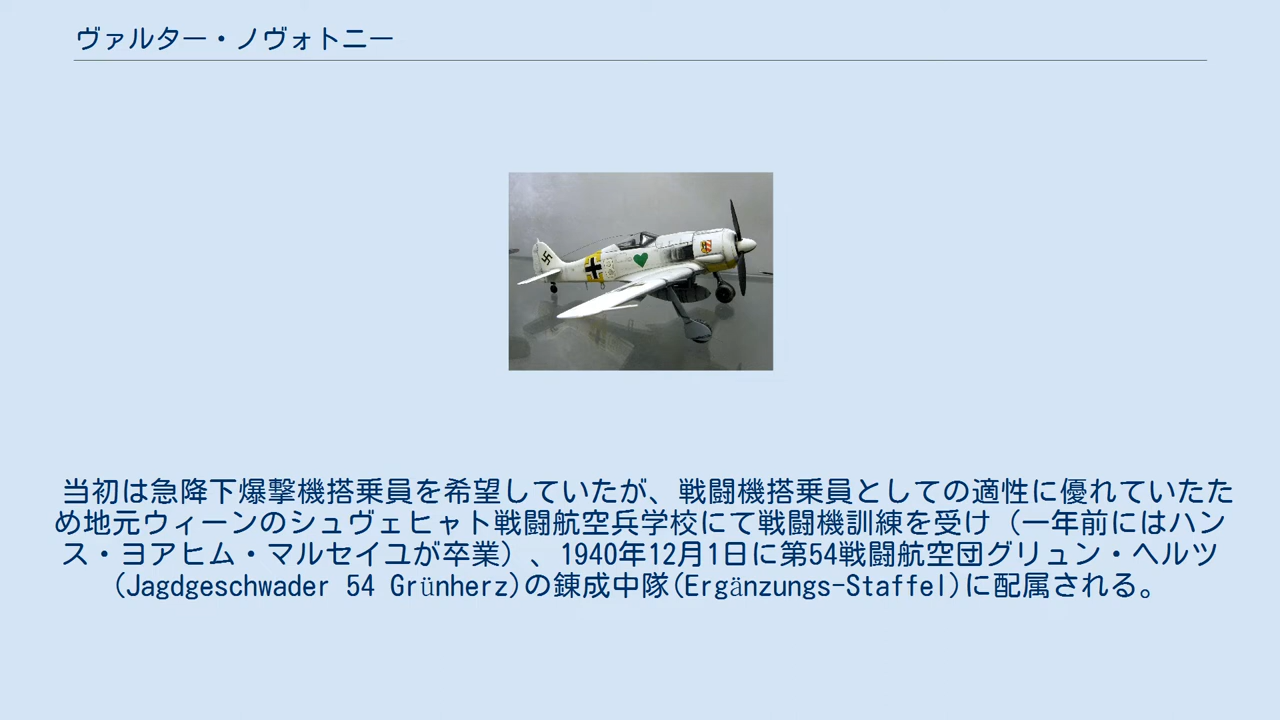 ヴァルター・ノヴォトニー
当初は急降下爆撃機搭乗員を希望していたが、戦闘機搭乗員としての適性に優れていたた
め地元ウィーンのシュヴェヒャト戦闘航空兵学校にて戦闘機訓練を受け（一年前にはハン
ス・ヨアヒム・マルセイユが卒業）、1940年12月1日に第54戦闘航空団グリュン・ヘルツ
(Jagdgeschwader 54 Grünherz)の錬成中隊(Ergänzungs-Staffel)に配属される。